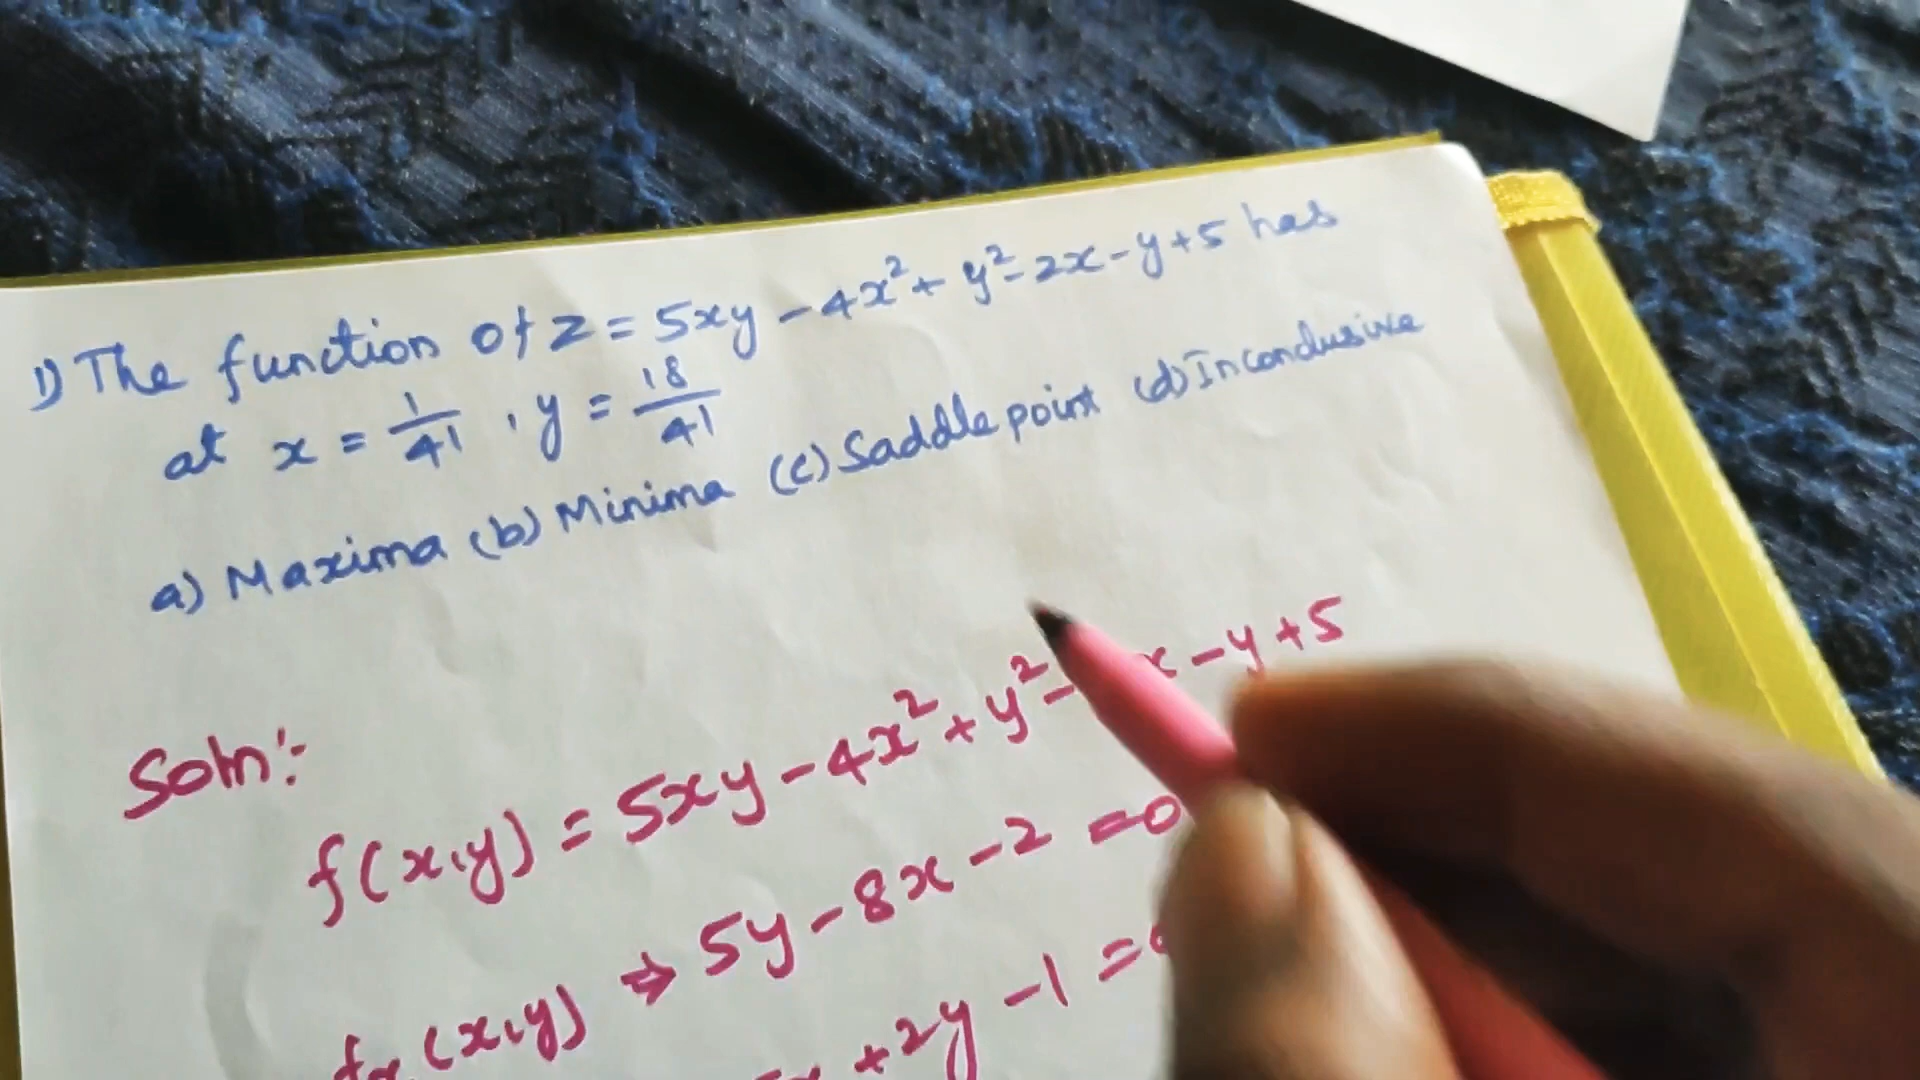 1) The function of z = 5xy - 4x² + y² - 2x - y + 5 has
at x = 1/41 , y = 18/41
a) Maxima (b) Minima (c) Saddle point (d) Inconclusive
Soln:
f(x,y) = 5xy - 4x² + y² - x - y + 5
fx (x,y) ⇒ 5y - 8x - 2 = 0
x + 2y - 1 =